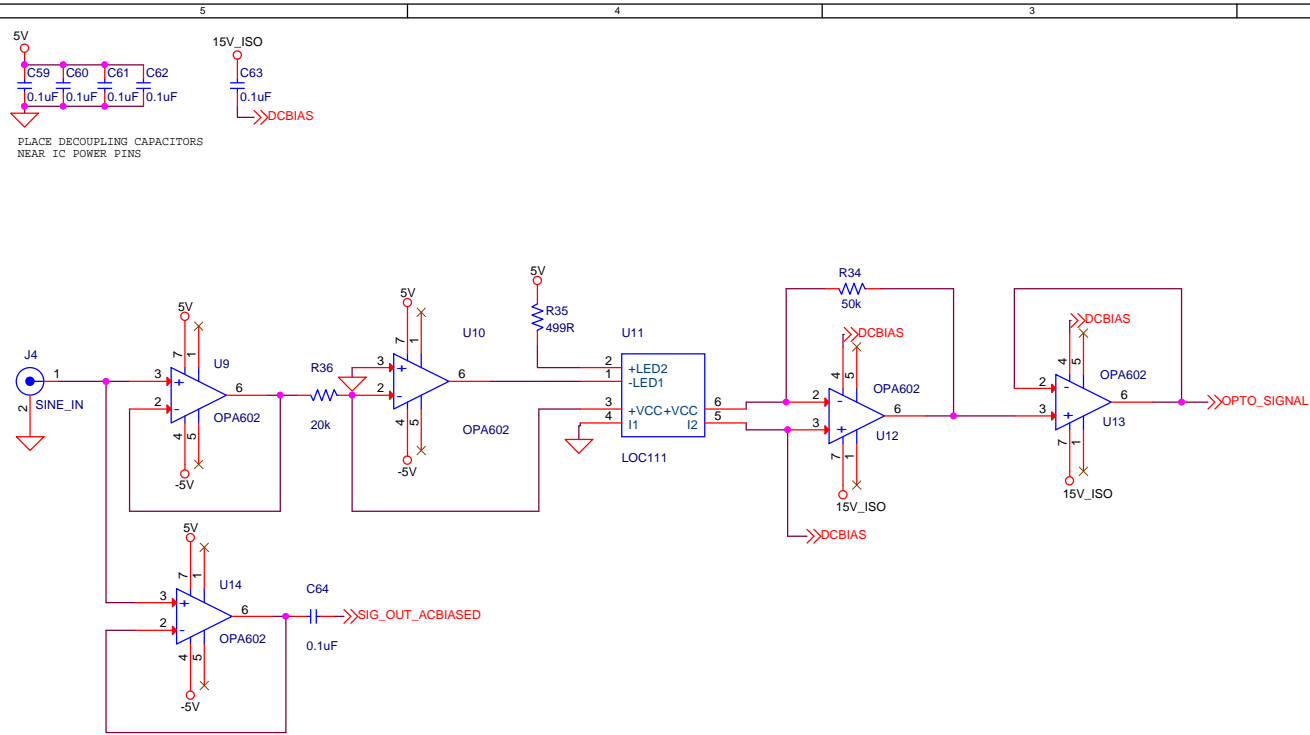 5 4 3
5V 15V_ISO
C59 C60 C61 C62 C63
0.1uF 0.1uF 0.1uF 0.1uF 0.1uF
DCBIAS
PLACE DECOUPLING CAPACITORS
NEAR IC POWER PINS
J4
1
2
SINE_IN
5V
7 1
U9
3 +
2 -
6
OPA602
4 5
-5V
R36
20k
5V
7 1
U10
3 +
2 -
6
OPA602
4 5
-5V
5V
R35
499R
U11
2 +LED2
1 -LED1
3 +VCC +VCC 6
4 I1 I2 5
LOC111
R34
50k
DCBIAS
4 5
OPA602
2 -
3 +
6
U12
7 1
15V_ISO
DCBIAS
DCBIAS
4 5
OPA602
2 -
3 +
6
U13
7 1
15V_ISO
OPTO_SIGNAL
5V
7 1
U14
3 +
2 -
6
OPA602
4 5
-5V
C64
0.1uF
SIG_OUT_ACBIASED